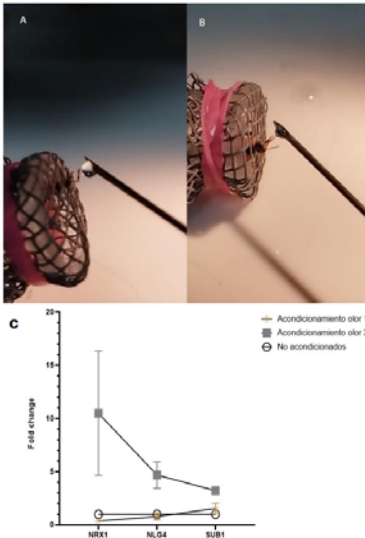 A
B
C
20
15
10
5
0
Fold change
NRX1
NLG4
SUB1
Acondicionamiento olor 1
Acondicionamiento olor 2
No acondicionados